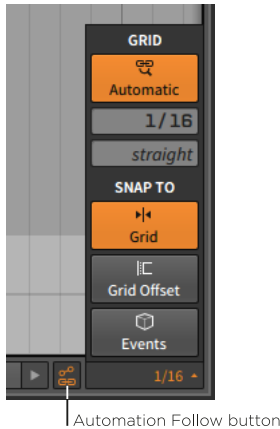 GRID
Automatic
1/16
straight
SNAP TO
Grid
Grid Offset
Events
1/16
Automation Follow button